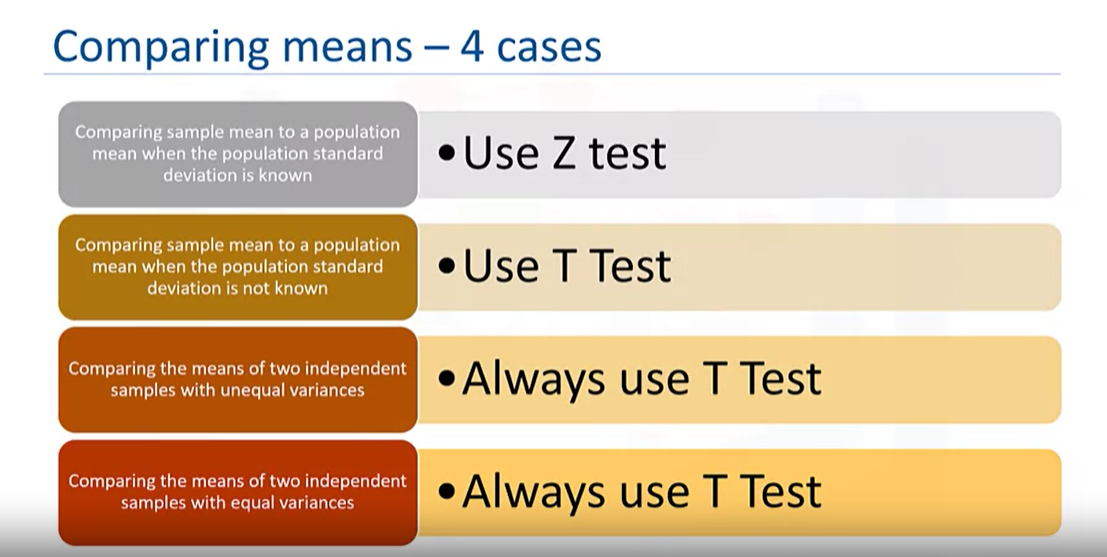 Comparing means – 4 cases
Comparing sample mean to a population
mean when the population standard
deviation is known
•Use Z test
Comparing sample mean to a population
mean when the population standard
deviation is not known
•Use T Test
Comparing the means of two independent
samples with unequal variances
•Always use T Test
Comparing the means of two independent
samples with equal variances
•Always use T Test